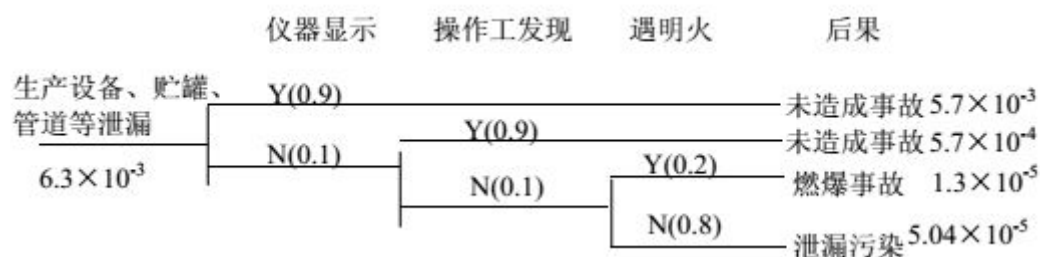 仪器显示 操作工发现 遇明火 后果
生产设备、贮罐、
管道等泄漏
6.3×10⁻³
Y(0.9)
未造成事故 5.7×10⁻³
N(0.1)
Y(0.9)
未造成事故 5.7×10⁻⁴
N(0.1)
Y(0.2)
燃爆事故 1.3×10⁻⁵
N(0.8)
泄漏污染 5.04×10⁻⁵